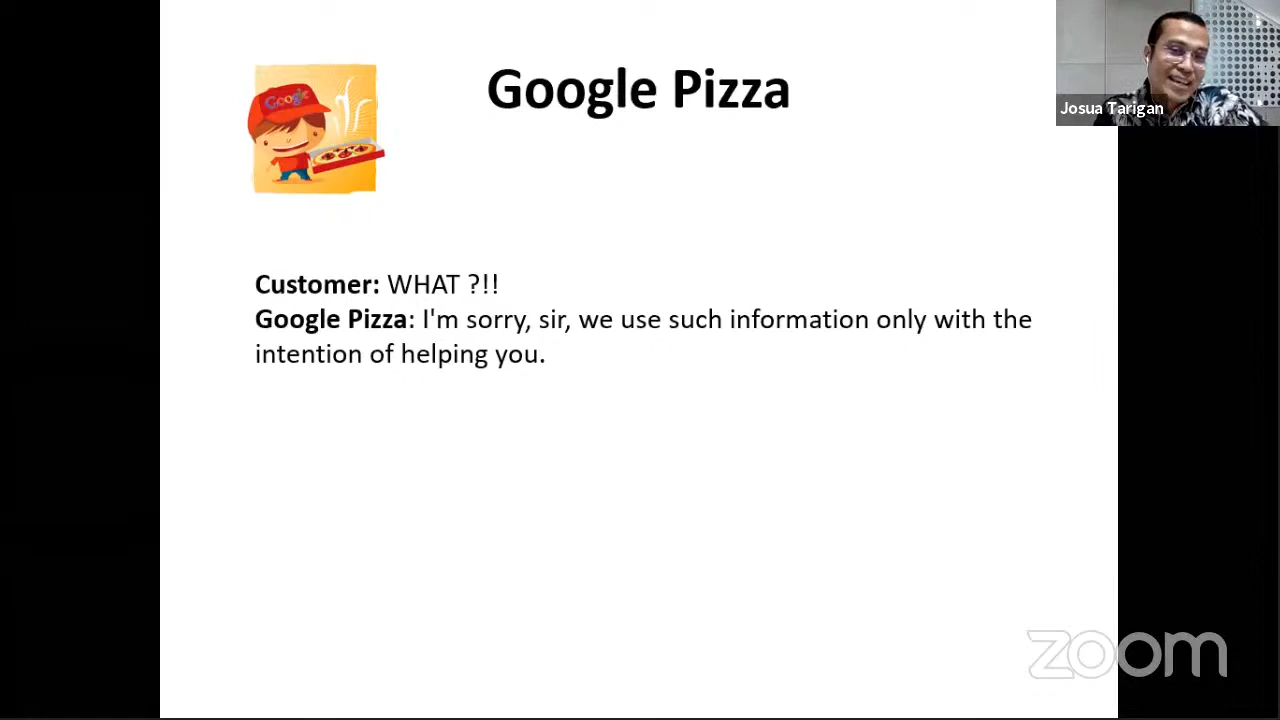 Google Pizza
Google
Josua Tarigan
Customer: WHAT ?!!
Google Pizza: I'm sorry, sir, we use such information only with the
intention of helping you.
zoom